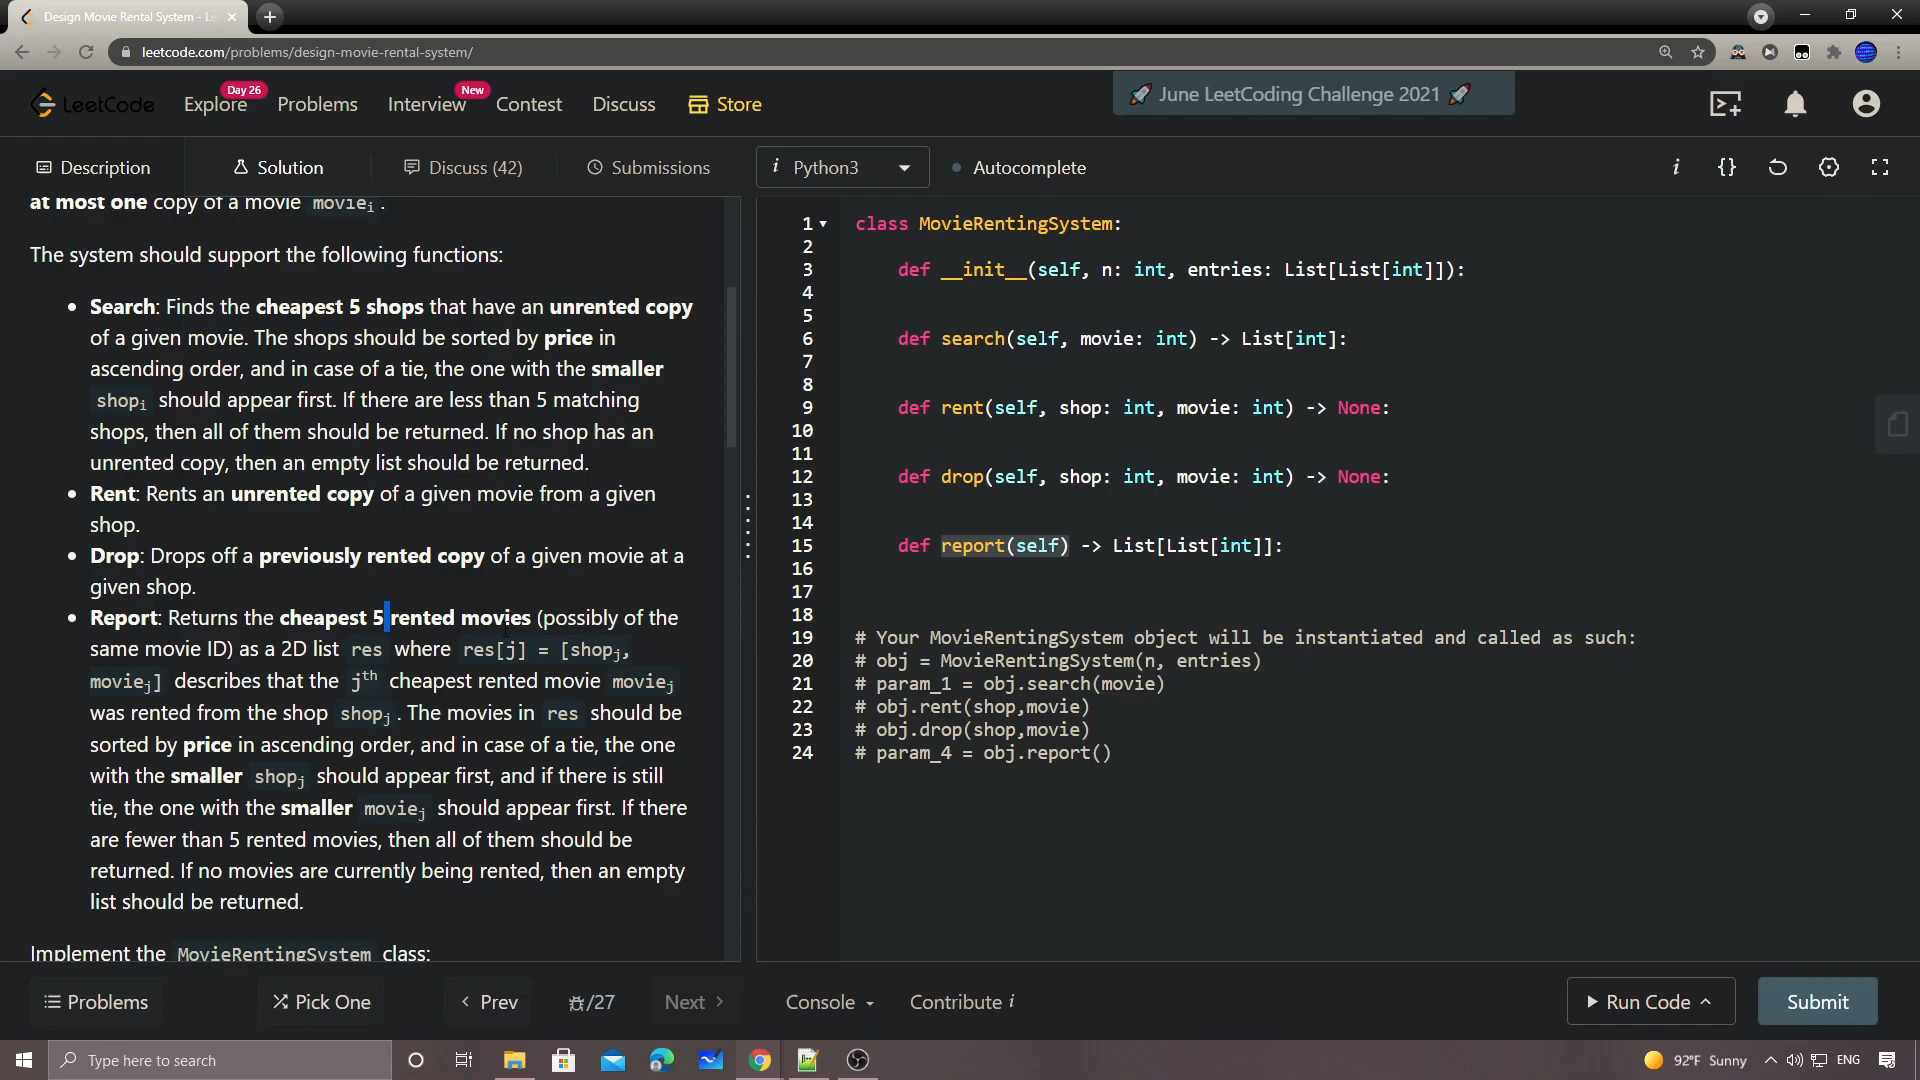 Design Movie Rental System - Le
leetcode.com/problems/design-movie-rental-system/
LeetCode
Explore
Day 26
Problems
Interview
New
Contest
Discuss
Store
🚀 June LeetCoding Challenge 2021 🚀
Description
Solution
Discuss (42)
Submissions
i Python3
Autocomplete
at most one copy of a movie movieᵢ .
The system should support the following functions:
• Search: Finds the cheapest 5 shops that have an unrented copy
of a given movie. The shops should be sorted by price in
ascending order, and in case of a tie, the one with the smaller
shopᵢ should appear first. If there are less than 5 matching
shops, then all of them should be returned. If no shop has an
unrented copy, then an empty list should be returned.
• Rent: Rents an unrented copy of a given movie from a given
shop.
• Drop: Drops off a previously rented copy of a given movie at a
given shop.
• Report: Returns the cheapest 5 rented movies (possibly of the
same movie ID) as a 2D list res where res[j] = [shopⱼ,
movieⱼ] describes that the jᵗʰ cheapest rented movie movieⱼ
was rented from the shop shopⱼ. The movies in res should be
sorted by price in ascending order, and in case of a tie, the one
with the smaller shopⱼ should appear first, and if there is still
tie, the one with the smaller movieⱼ should appear first. If there
are fewer than 5 rented movies, then all of them should be
returned. If no movies are currently being rented, then an empty
list should be returned.
Implement the MovieRentingSystem class:
1 class MovieRentingSystem:
2
3 def __init__(self, n: int, entries: List[List[int]]):
4
5
6 def search(self, movie: int) -> List[int]:
7
8
9 def rent(self, shop: int, movie: int) -> None:
10
11
12 def drop(self, shop: int, movie: int) -> None:
13
14
15 def report(self) -> List[List[int]]:
16
17
18
19 # Your MovieRentingSystem object will be instantiated and called as such:
20 # obj = MovieRentingSystem(n, entries)
21 # param_1 = obj.search(movie)
22 # obj.rent(shop,movie)
23 # obj.drop(shop,movie)
24 # param_4 = obj.report()
Problems
Pick One
Prev
/27
Next
Console
Contribute i
Run Code
Submit
Type here to search
92°F Sunny
ENG